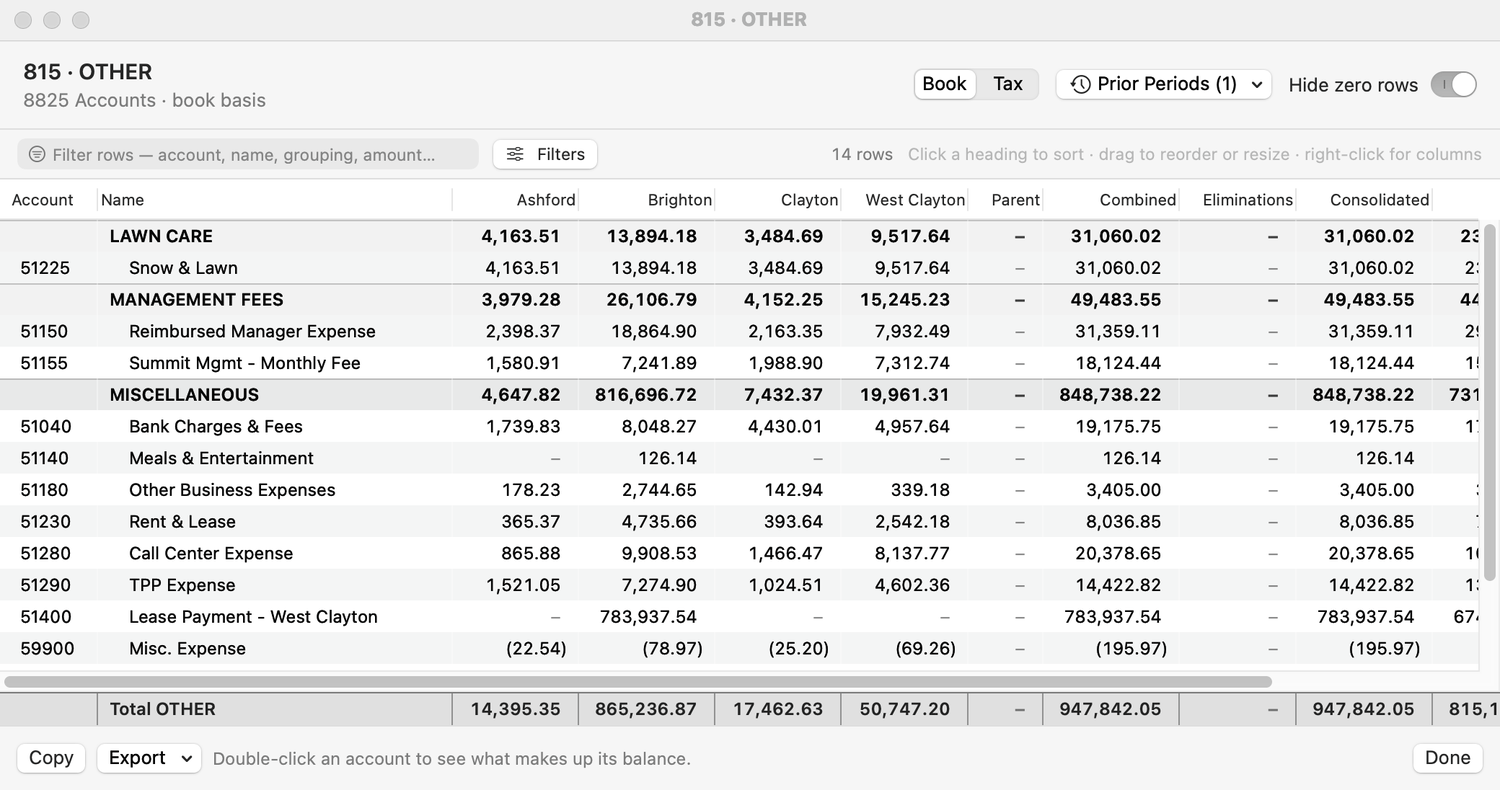 815 · OTHER
815 · OTHER
8825 Accounts · book basis
Book Tax Prior Periods (1) Hide zero rows
Filter rows — account, name, grouping, amount... Filters 14 rows Click a heading to sort · drag to reorder or resize · right-click for columns
Account Name Ashford Brighton Clayton West Clayton Parent Combined Eliminations Consolidated
LAWN CARE 4,163.51 13,894.18 3,484.69 9,517.64 – 31,060.02 – 31,060.02
51225 Snow & Lawn 4,163.51 13,894.18 3,484.69 9,517.64 – 31,060.02 – 31,060.02
MANAGEMENT FEES 3,979.28 26,106.79 4,152.25 15,245.23 – 49,483.55 – 49,483.55
51150 Reimbursed Manager Expense 2,398.37 18,864.90 2,163.35 7,932.49 – 31,359.11 – 31,359.11
51155 Summit Mgmt - Monthly Fee 1,580.91 7,241.89 1,988.90 7,312.74 – 18,124.44 – 18,124.44
MISCELLANEOUS 4,647.82 816,696.72 7,432.37 19,961.31 – 848,738.22 – 848,738.22
51040 Bank Charges & Fees 1,739.83 8,048.27 4,430.01 4,957.64 – 19,175.75 – 19,175.75
51140 Meals & Entertainment – 126.14 – – – 126.14 – 126.14
51180 Other Business Expenses 178.23 2,744.65 142.94 339.18 – 3,405.00 – 3,405.00
51230 Rent & Lease 365.37 4,735.66 393.64 2,542.18 – 8,036.85 – 8,036.85
51280 Call Center Expense 865.88 9,908.53 1,466.47 8,137.77 – 20,378.65 – 20,378.65
51290 TPP Expense 1,521.05 7,274.90 1,024.51 4,602.36 – 14,422.82 – 14,422.82
51400 Lease Payment - West Clayton – 783,937.54 – – – 783,937.54 – 783,937.54
59900 Misc. Expense (22.54) (78.97) (25.20) (69.26) – (195.97) – (195.97)
Total OTHER 14,395.35 865,236.87 17,462.63 50,747.20 – 947,842.05 – 947,842.05
Copy Export Double-click an account to see what makes up its balance. Done